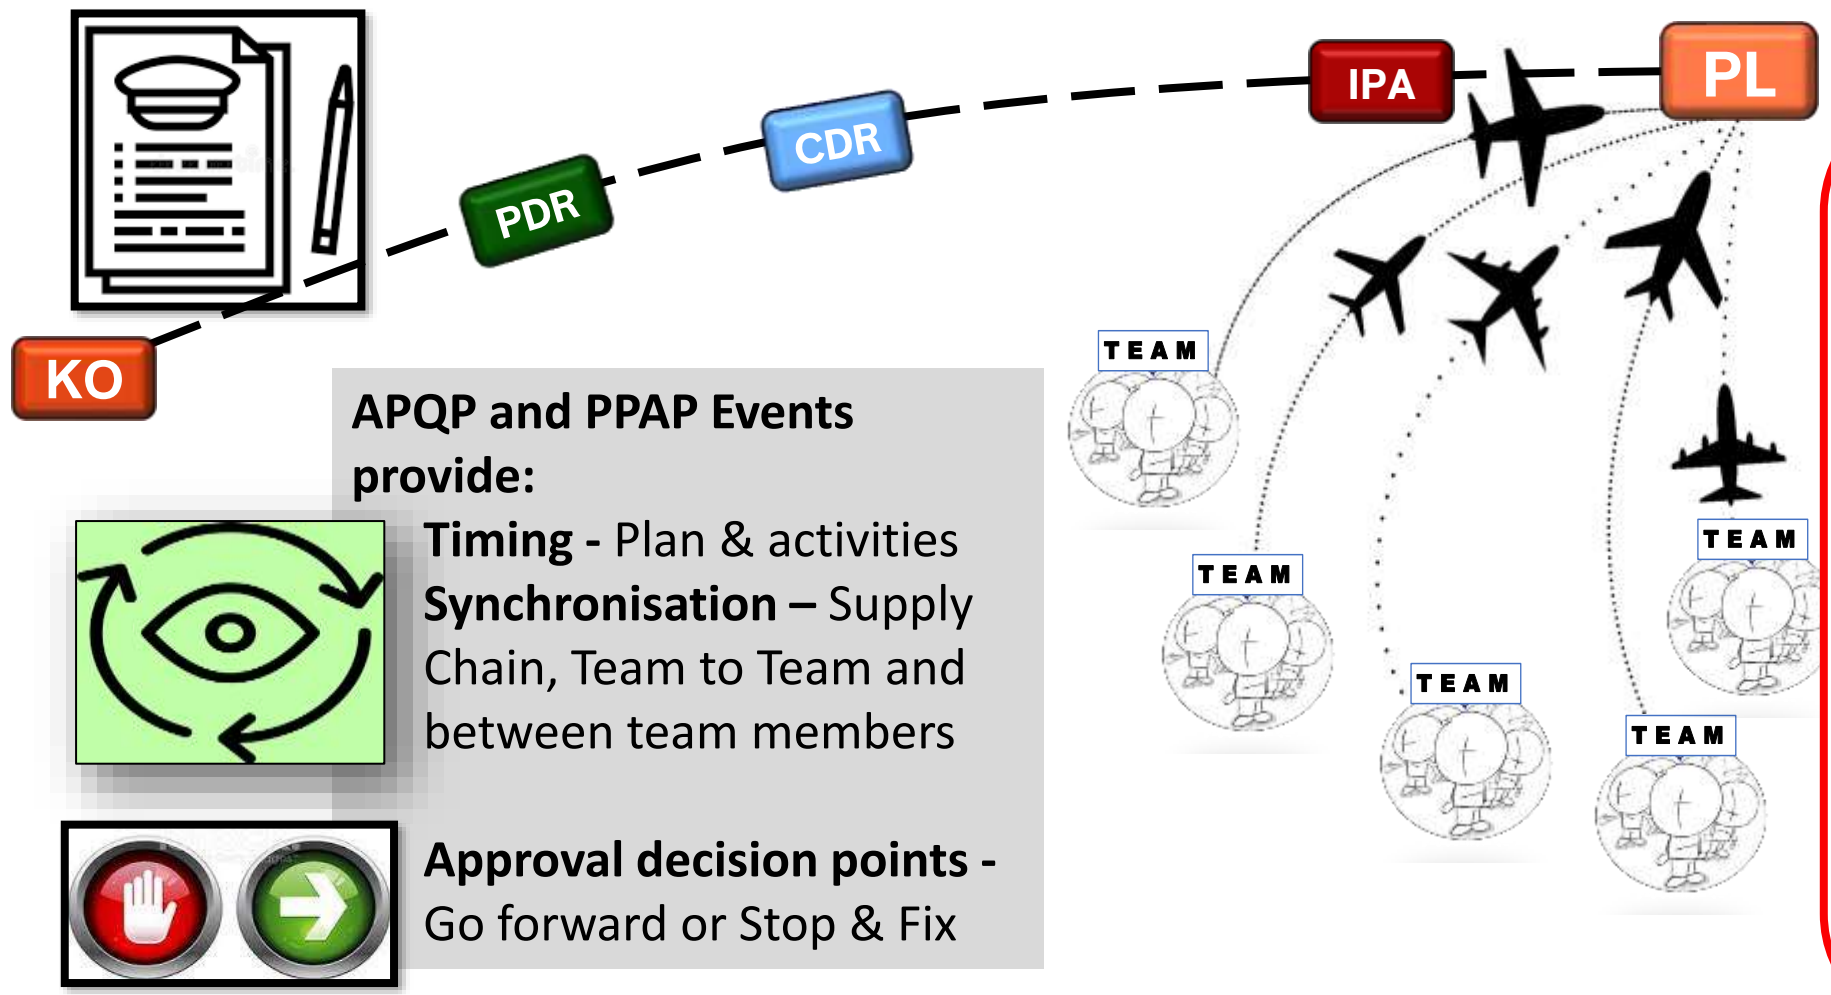 KO
PDR
CDR
IPA
PL
APQP and PPAP Events
provide:
Timing - Plan & activities
Synchronisation – Supply
Chain, Team to Team and
between team members
Approval decision points -
Go forward or Stop & Fix
TEAM
TEAM
TEAM
TEAM
TEAM